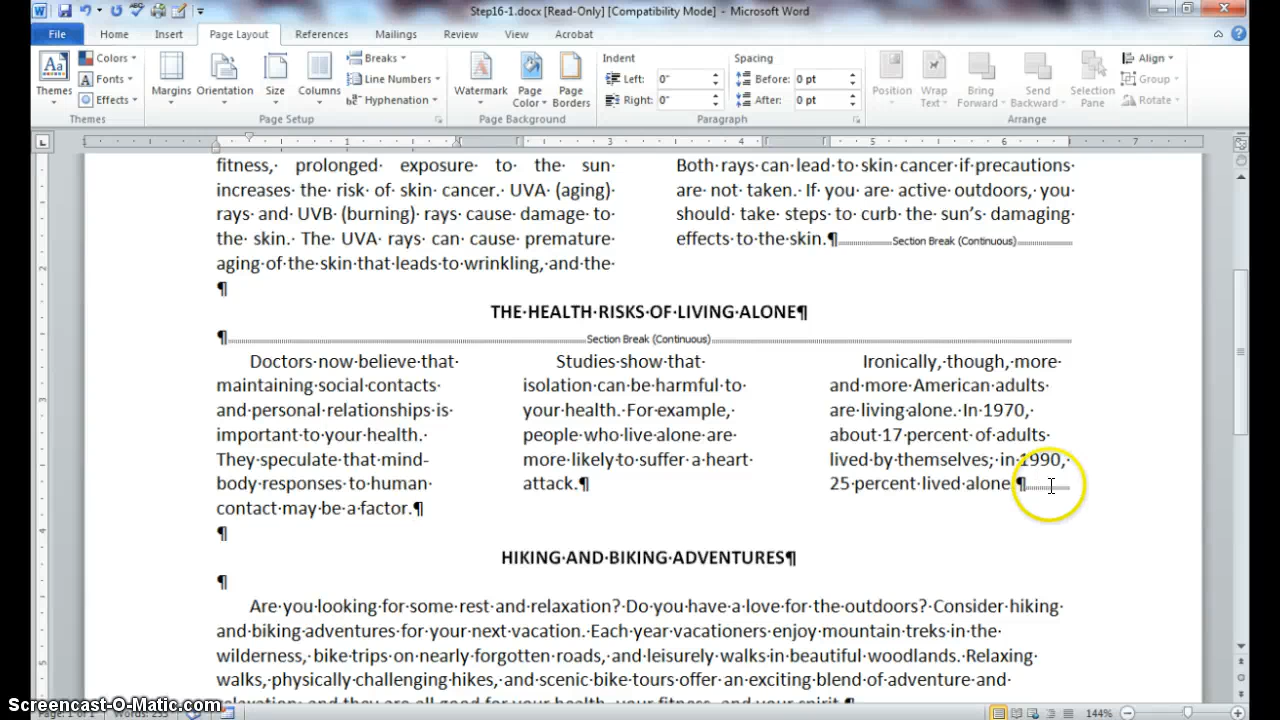 Step16-1.docx [Read-Only] [Compatibility Mode] - Microsoft Word
File Home Insert Page Layout References Mailings Review View Acrobat
Themes
Colors
Fonts
Effects
Themes
Margins Orientation Size Columns
Breaks
Line Numbers
Hyphenation
Page Setup
Watermark Page Color Page Borders
Page Background
Indent
Left: 0"
Right: 0"
Spacing
Before: 0 pt
After: 0 pt
Paragraph
Position Wrap Text Bring Forward Send Backward Selection Pane
Align
Group
Rotate
Arrange
fitness, prolonged exposure to the sun
increases the risk of skin cancer. UVA (aging)
rays and UVB (burning) rays cause damage to
the skin. The UVA rays can cause premature
aging of the skin that leads to wrinkling, and the
Both rays can lead to skin cancer if precautions
are not taken. If you are active outdoors, you
should take steps to curb the sun's damaging
effects to the skin.¶ Section Break (Continuous)
¶
THE HEALTH RISKS OF LIVING ALONE¶
¶ Section Break (Continuous)
Doctors now believe that
maintaining social contacts
and personal relationships is
important to your health.
They speculate that mind-
body responses to human
contact may be a factor.¶
Studies show that
isolation can be harmful to
your health. For example,
people who live alone are
more likely to suffer a heart
attack.¶
Ironically, though, more
and more American adults
are living alone. In 1970,
about 17 percent of adults
lived by themselves; in 1990,
25 percent lived alone.¶
¶
HIKING AND BIKING ADVENTURES¶
¶
Are you looking for some rest and relaxation? Do you have a love for the outdoors? Consider hiking
and biking adventures for your next vacation. Each year vacationers enjoy mountain treks in the
wilderness, bike trips on nearly forgotten roads, and leisurely walks in beautiful woodlands. Relaxing
walks, physically challenging hikes, and scenic bike tours offer an exciting blend of adventure and
relaxation; and they are all good for your health, your fitness, and your spirit.¶
Screencast-O-Matic.com
Page: 1 of 1 Words: 253
144%